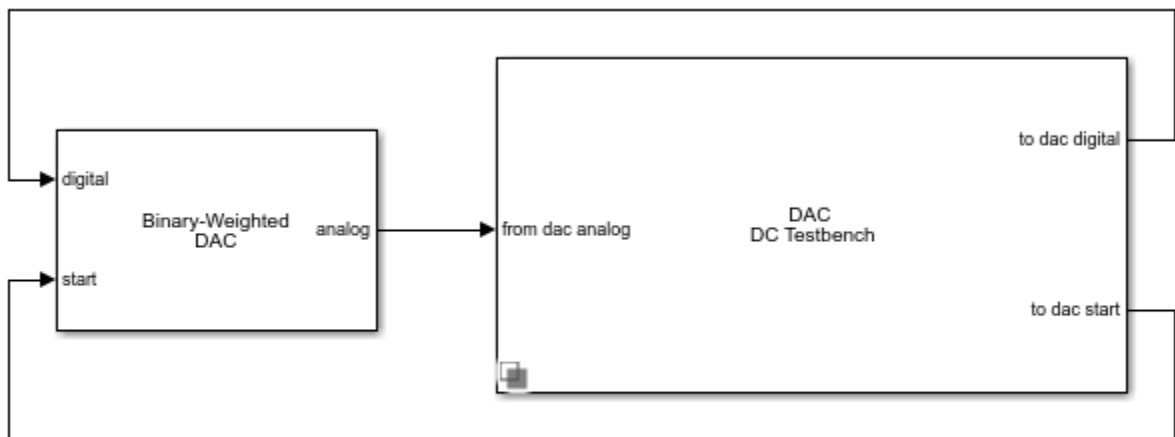 digital
Binary-Weighted
DAC
analog
start
from dac analog
DAC
DC Testbench
to dac digital
to dac start